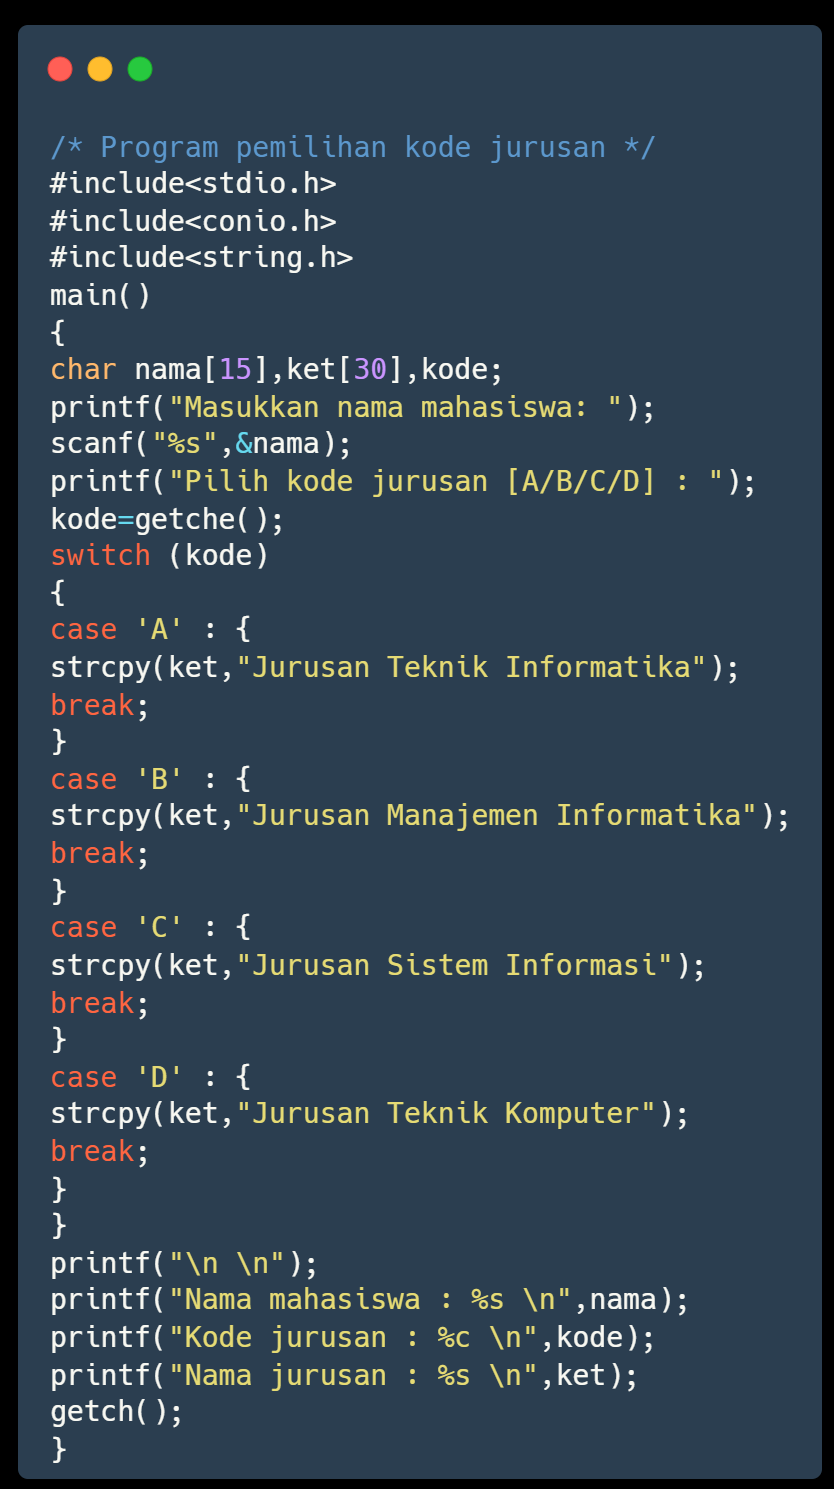 /* Program pemilihan kode jurusan */
#include<stdio.h>
#include<conio.h>
#include<string.h>
main()
{
char nama[15],ket[30],kode;
printf("Masukkan nama mahasiswa: ");
scanf("%s",&nama);
printf("Pilih kode jurusan [A/B/C/D] : ");
kode=getche();
switch (kode)
{
case 'A' : {
strcpy(ket,"Jurusan Teknik Informatika");
break;
}
case 'B' : {
strcpy(ket,"Jurusan Manajemen Informatika");
break;
}
case 'C' : {
strcpy(ket,"Jurusan Sistem Informasi");
break;
}
case 'D' : {
strcpy(ket,"Jurusan Teknik Komputer");
break;
}
}
printf("\n \n");
printf("Nama mahasiswa : %s \n",nama);
printf("Kode jurusan : %c \n",kode);
printf("Nama jurusan : %s \n",ket);
getch();
}